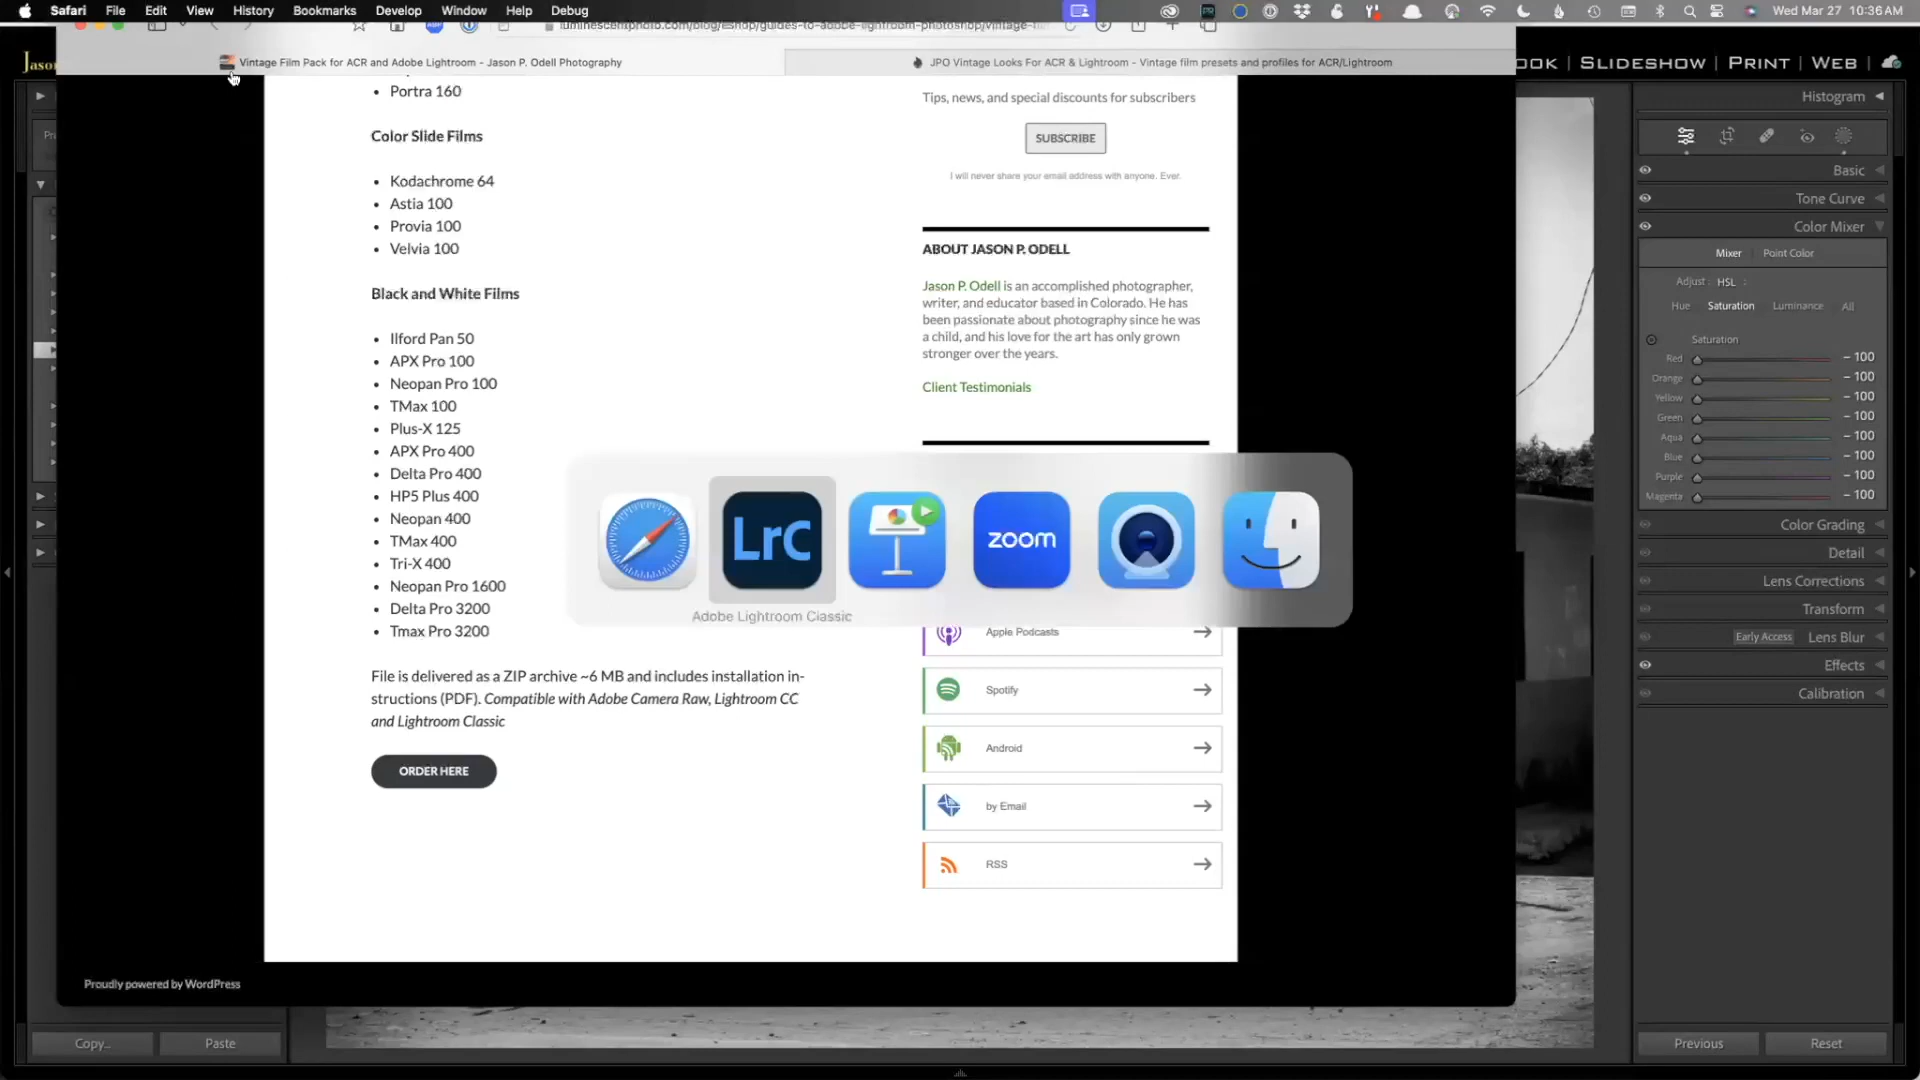 Safari File Edit View History Bookmarks Develop Window Help Debug Wed Mar 27 10:36 AM
Vintage Film Pack for ACR and Adobe Lightroom - Jason P. Odell Photography
JPO Vintage Looks For ACR & Lightroom - Vintage film presets and profiles for ACR/Lightroom
Slideshow | Print | Web |
• Portra 160
Color Slide Films
• Kodachrome 64
• Astia 100
• Provia 100
• Velvia 100
Black and White Films
• Ilford Pan 50
• APX Pro 100
• Neopan Pro 100
• TMax 100
• Plus-X 125
• APX Pro 400
• Delta Pro 400
• HP5 Plus 400
• Neopan 400
• TMax 400
• Tri-X 400
• Neopan Pro 1600
• Delta Pro 3200
• Tmax Pro 3200
File is delivered as a ZIP archive ~6 MB and includes installation in-
structions (PDF). Compatible with Adobe Camera Raw, Lightroom CC
and Lightroom Classic
ORDER HERE
Proudly powered by WordPress
Tips, news, and special discounts for subscribers
SUBSCRIBE
I will never share your email address with anyone. Ever.
ABOUT JASON P. ODELL
Jason P. Odell is an accomplished photographer,
writer, and educator based in Colorado. He has
been passionate about photography since he was
a child, and his love for the art has only grown
stronger over the years.
Client Testimonials
LrC
zoom
Adobe Lightroom Classic
Apple Podcasts
Spotify
Android
by Email
RSS
Histogram
Basic
Tone Curve
Color Mixer
Mixer Point Color
Adjust : HSL
Hue Saturation Luminance All
Saturation
Red – 100
Orange – 100
Yellow – 100
Green – 100
Aqua – 100
Blue – 100
Purple – 100
Magenta – 100
Color Grading
Detail
Lens Corrections
Transform
Early Access Lens Blur
Effects
Calibration
Copy... Paste
Previous Reset